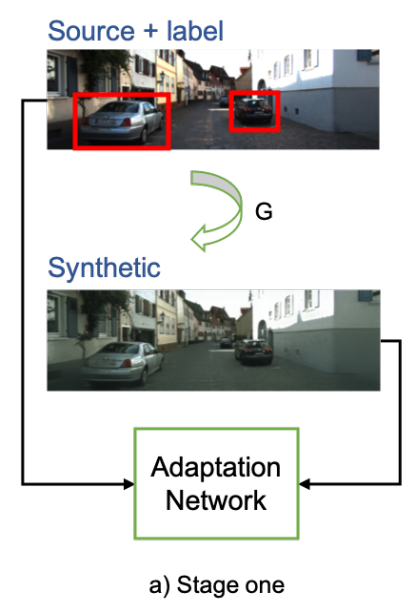 Source + label
G
Synthetic
Adaptation
Network
a) Stage one